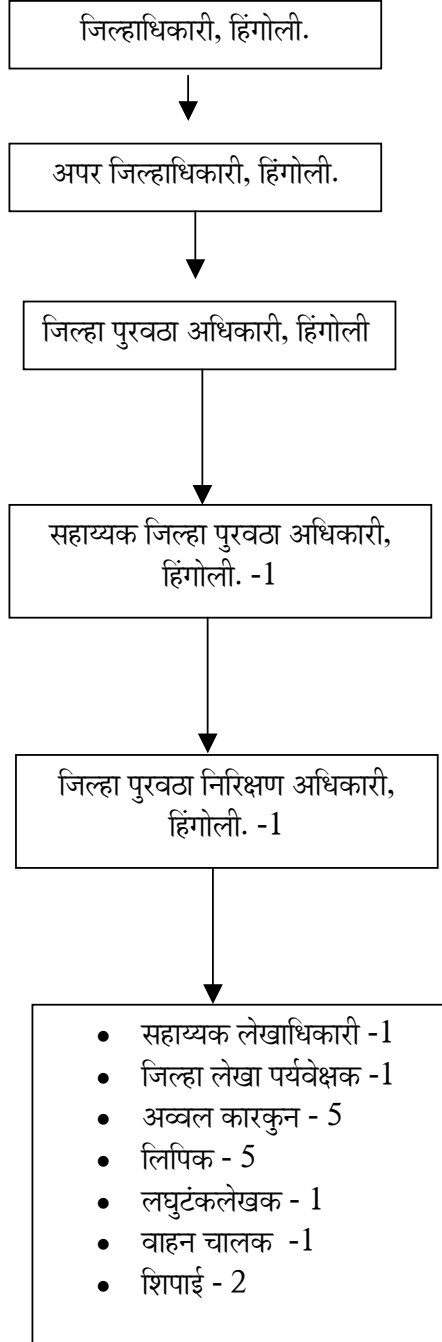 जिल्हाधिकारी, हिंगोली.
अपर जिल्हाधिकारी, हिंगोली.
जिल्हा पुरवठा अधिकारी, हिंगोली
सहाय्यक जिल्हा पुरवठा अधिकारी,
हिंगोली. -1
जिल्हा पुरवठा निरिक्षण अधिकारी,
हिंगोली. -1
• सहाय्यक लेखाधिकारी -1
• जिल्हा लेखा पर्यवेक्षक -1
• अव्वल कारकुन - 5
• लिपिक - 5
• लघुटंकलेखक - 1
• वाहन चालक -1
• शिपाई - 2